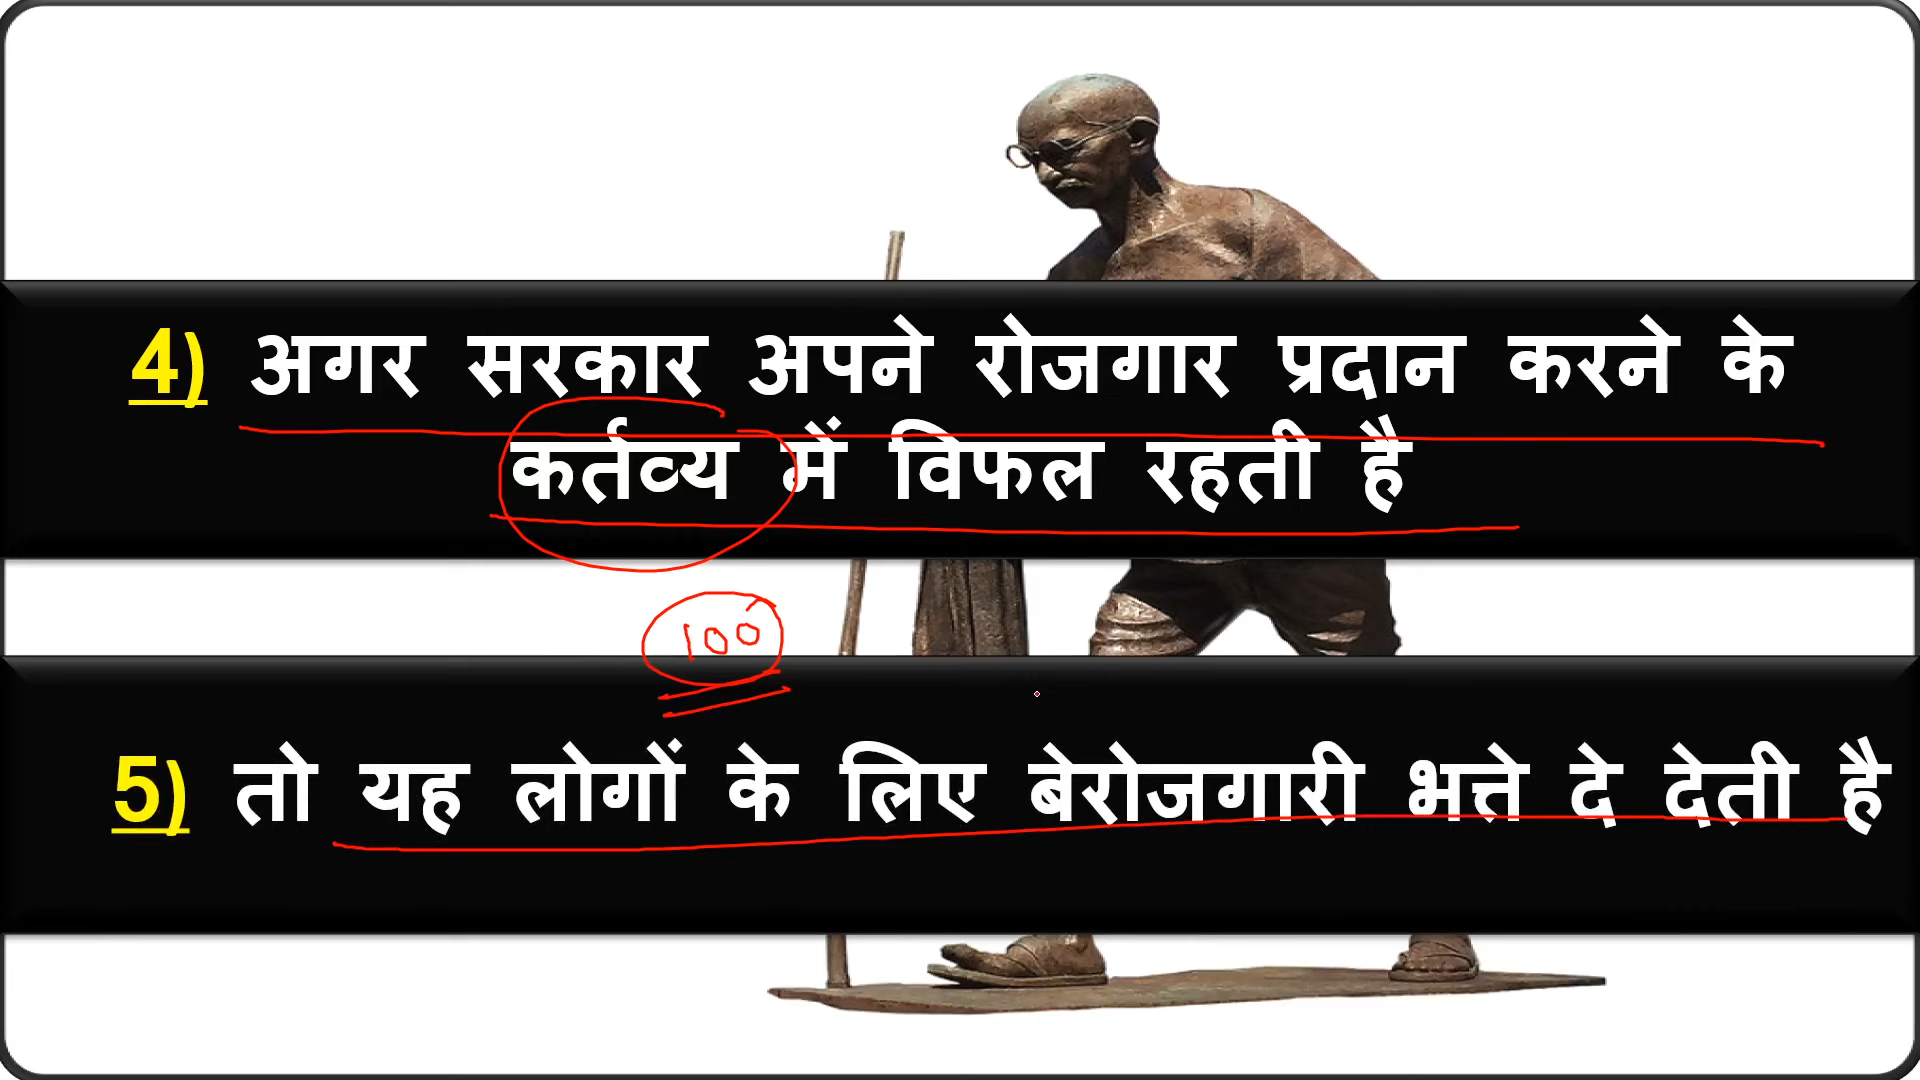 4) अगर सरकार अपने रोजगार प्रदान करने के
कर्तव्य में विफल रहती है
100
5) तो यह लोगों के लिए बेरोजगारी भत्ते दे देती है